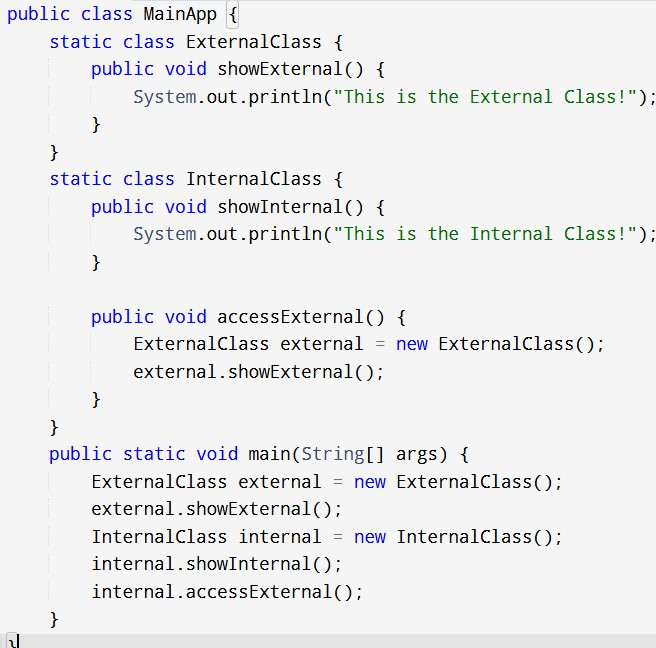 public class MainApp {
    static class ExternalClass {
        public void showExternal() {
            System.out.println("This is the External Class!");
        }
    }
    static class InternalClass {
        public void showInternal() {
            System.out.println("This is the Internal Class!");
        }

        public void accessExternal() {
            ExternalClass external = new ExternalClass();
            external.showExternal();
        }
    }
    public static void main(String[] args) {
        ExternalClass external = new ExternalClass();
        external.showExternal();
        InternalClass internal = new InternalClass();
        internal.showInternal();
        internal.accessExternal();
    }
}